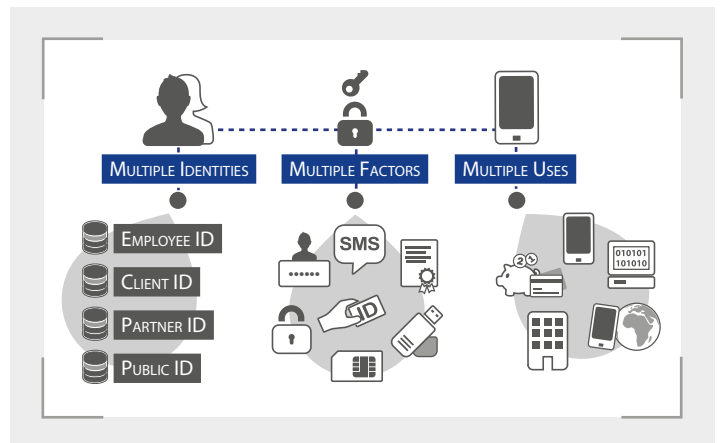 MULTIPLE IDENTITIES
MULTIPLE FACTORS
MULTIPLE USES
EMPLOYEE ID
CLIENT ID
PARTNER ID
PUBLIC ID
SMS
ID
010101
101010